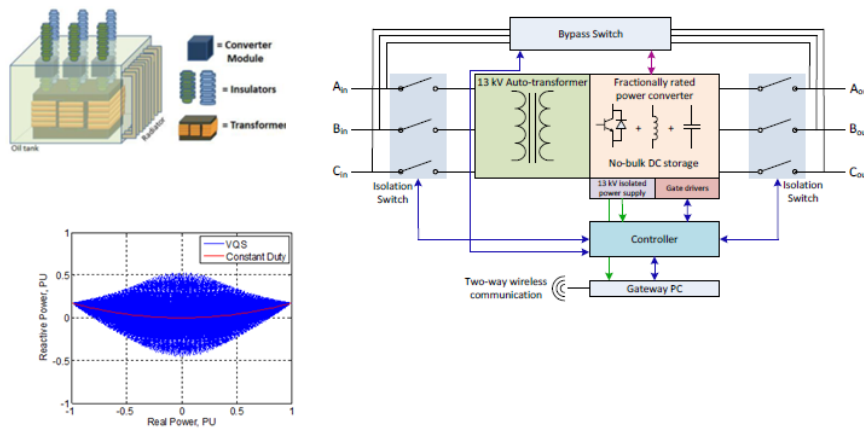 = Converter
Module
= Insulators
= Transformer
Oil tank
Radiator
Bypass Switch
13 kV Auto-transformer
Fractionally rated
power converter
A in
B in
C in
+
+
No-bulk DC storage
Isolation
Switch
13 kV isolated
power supply
Gate drivers
Isolation
Switch
Controller
Two-way wireless
communication
Gateway PC
VQS
Constant Duty
Reactive Power, PU
1
0.5
0
-0.5
-1
-1
-0.5
0
0.5
1
Real Power, PU